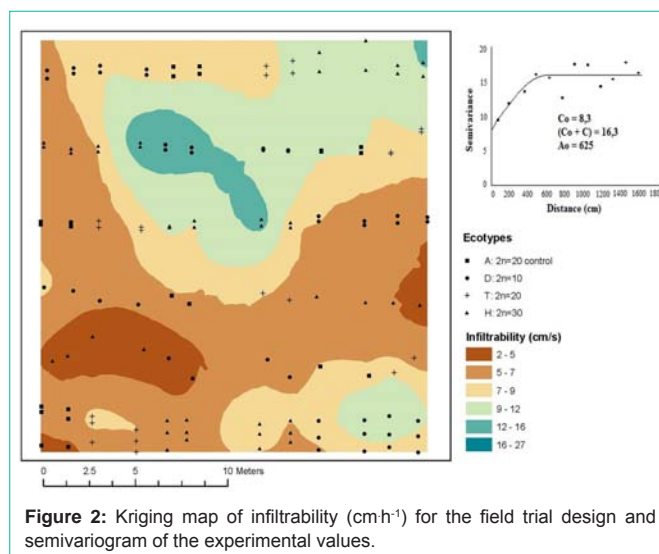 20
15
10
5
0
Semivariance
Co = 8,3
(Co + C) = 16,3
Ao = 625
0 200 400 600 800 1000 1200 1400 1600 1800
Distance (cm)
Ecotypes
A: 2n=20 control
D: 2n=10
T: 2n=20
H: 2n=30
Infiltrability (cm/s)
2 - 5
5 - 7
7 - 9
9 - 12
12 - 16
16 - 27
0 2.5 5 10 Meters
Figure 2: Kriging map of infiltrability (cm·h-1) for the field trial design and
semivariogram of the experimental values.